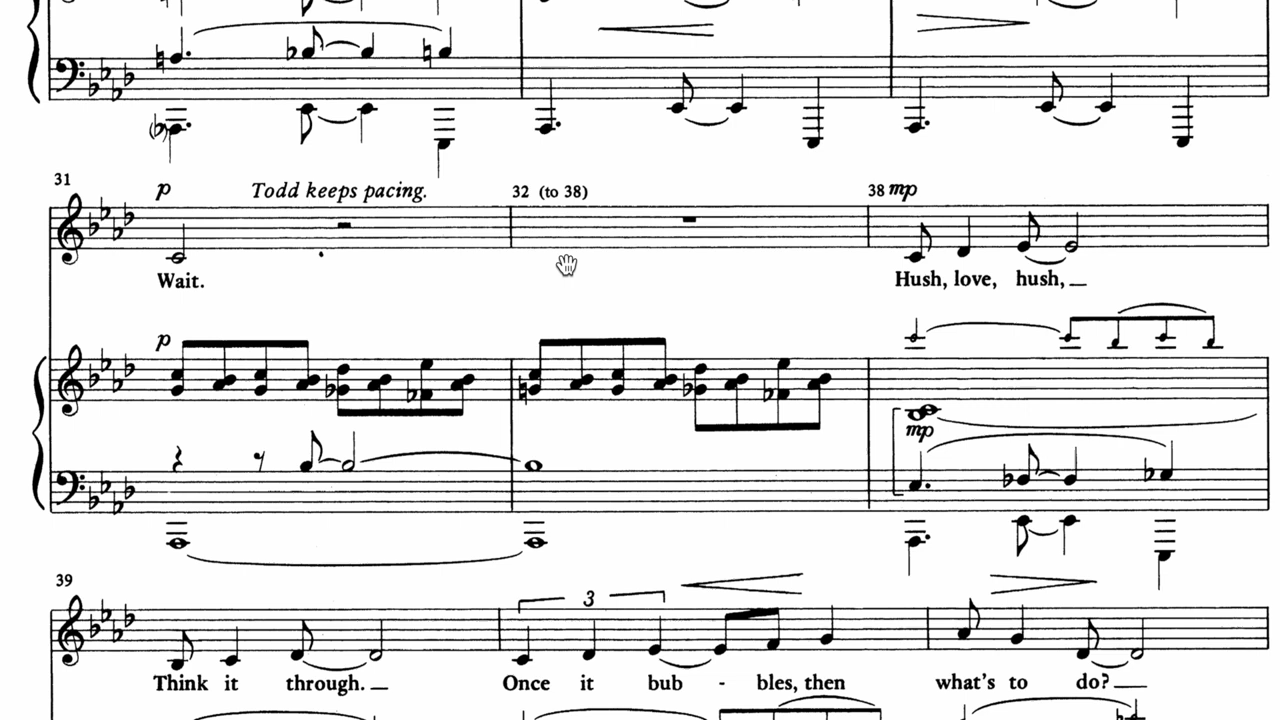 31 p Todd keeps pacing. 32 (to 38) 38 mp
Wait. Hush, love, hush,
p
mp
39
3
Think it through. Once it bub - bles, then what's to do?